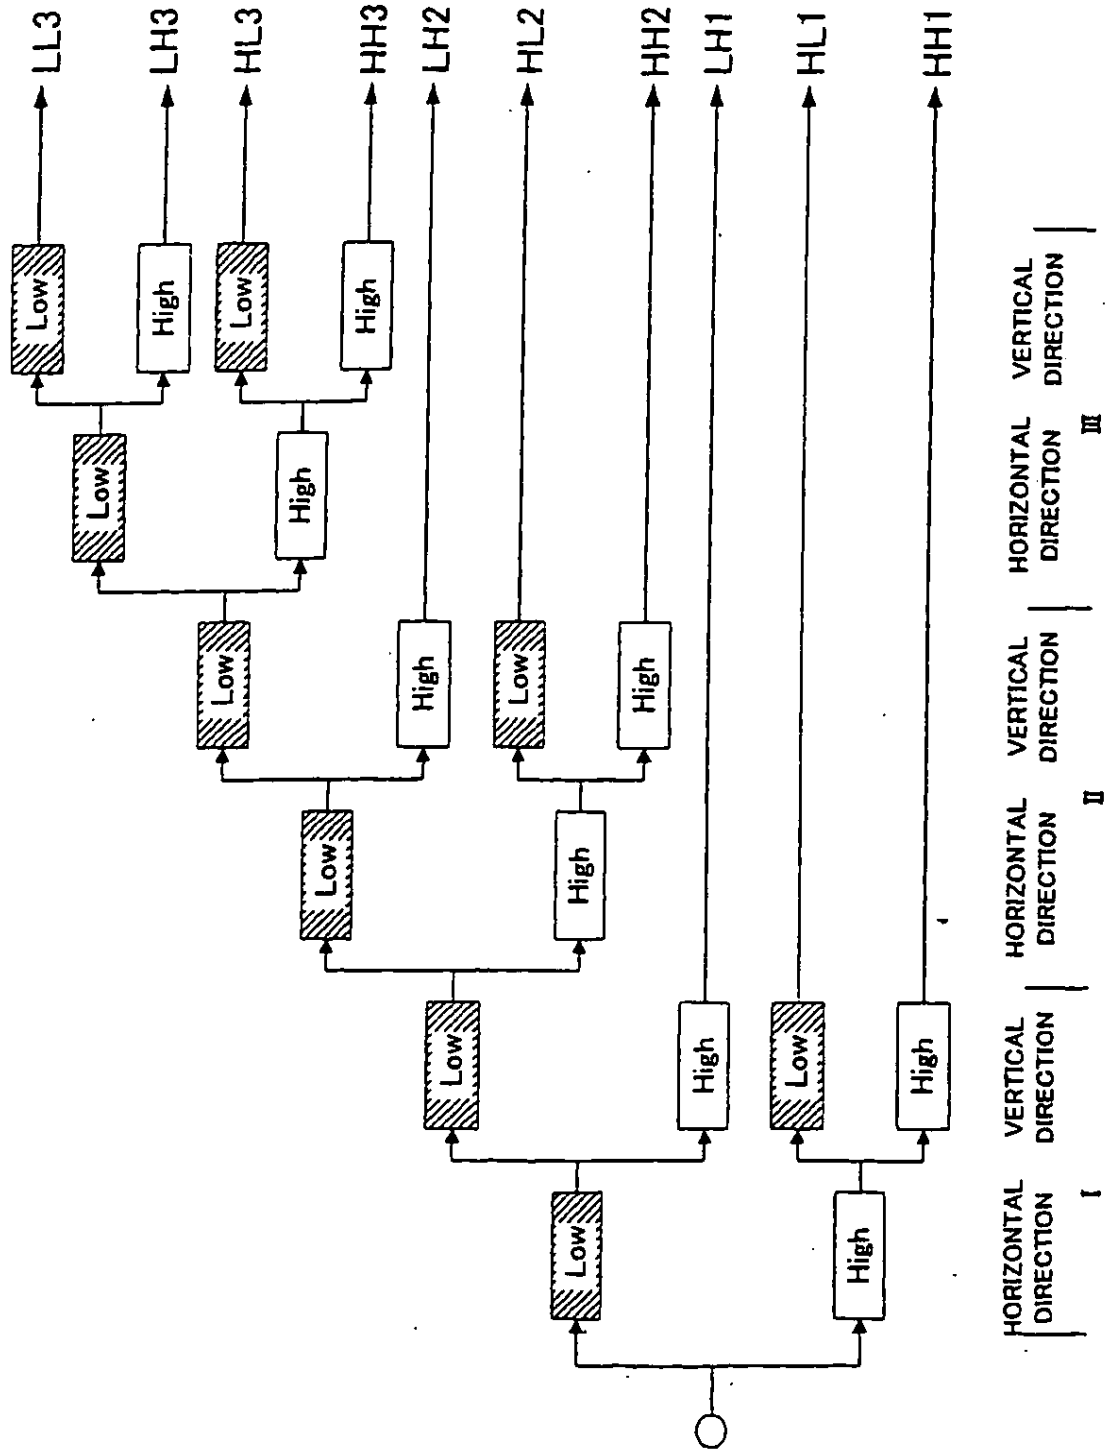 LL3
LH3
HL3
HH3
LH2
HL2
HH2
LH1
HL1
HH1
Low
High
Low
High
Low
High
Low
High
Low
High
Low
High
Low
High
Low
High
Low
High
HORIZONTAL
DIRECTION
VERTICAL
DIRECTION
I
HORIZONTAL
DIRECTION
VERTICAL
DIRECTION
II
HORIZONTAL
DIRECTION
VERTICAL
DIRECTION
III